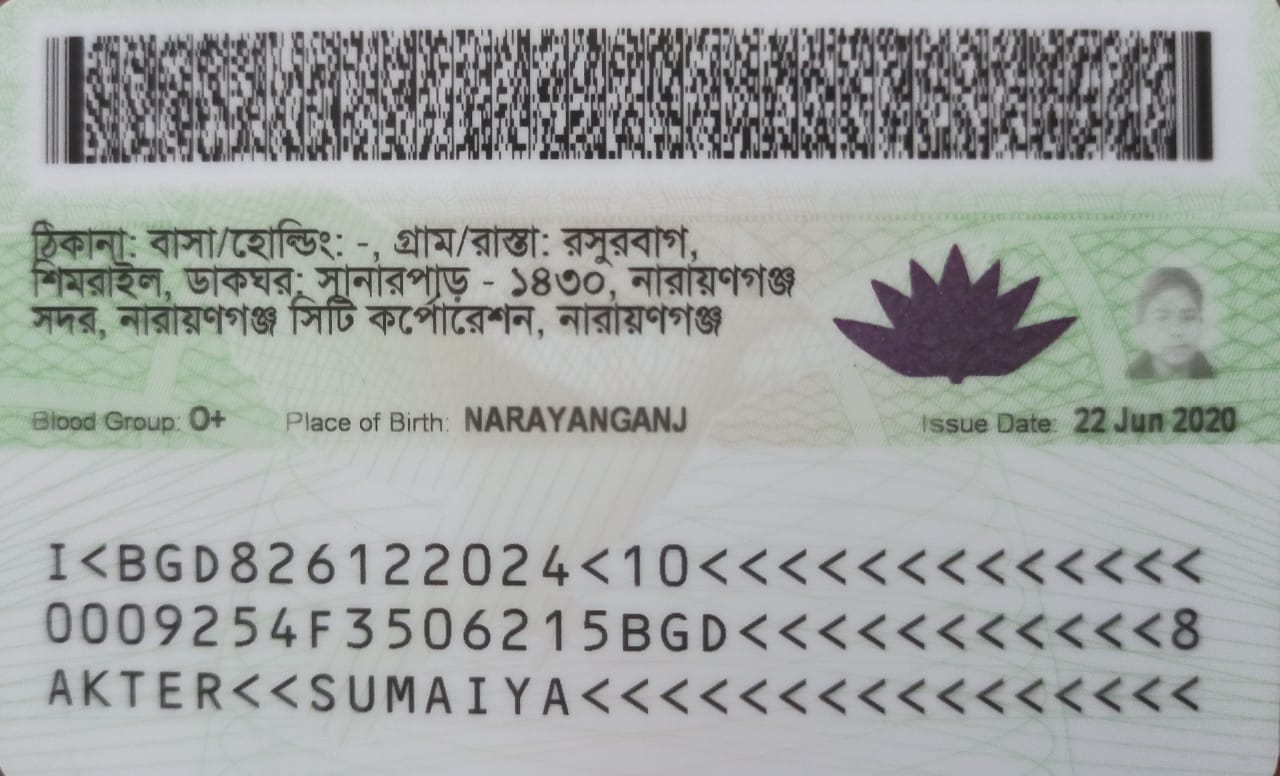 ঠিকানা: বাসা/হোল্ডিং: -, গ্রাম/রাস্তা: রসুরবাগ,
শিমরাইল, ডাকঘর: সানারপাড় - ১৪৩০, নারায়ণগঞ্জ
সদর, নারায়ণগঞ্জ সিটি কর্পোরেশন, নারায়ণগঞ্জ
Blood Group: O+ Place of Birth: NARAYANGANJ Issue Date: 22 Jun 2020
I<BGD826122024<10<<<<<<<<<<<<<
0009254F3506215BGD<<<<<<<<<<<8
AKTER<<SUMAIYA<<<<<<<<<<<<<<<<